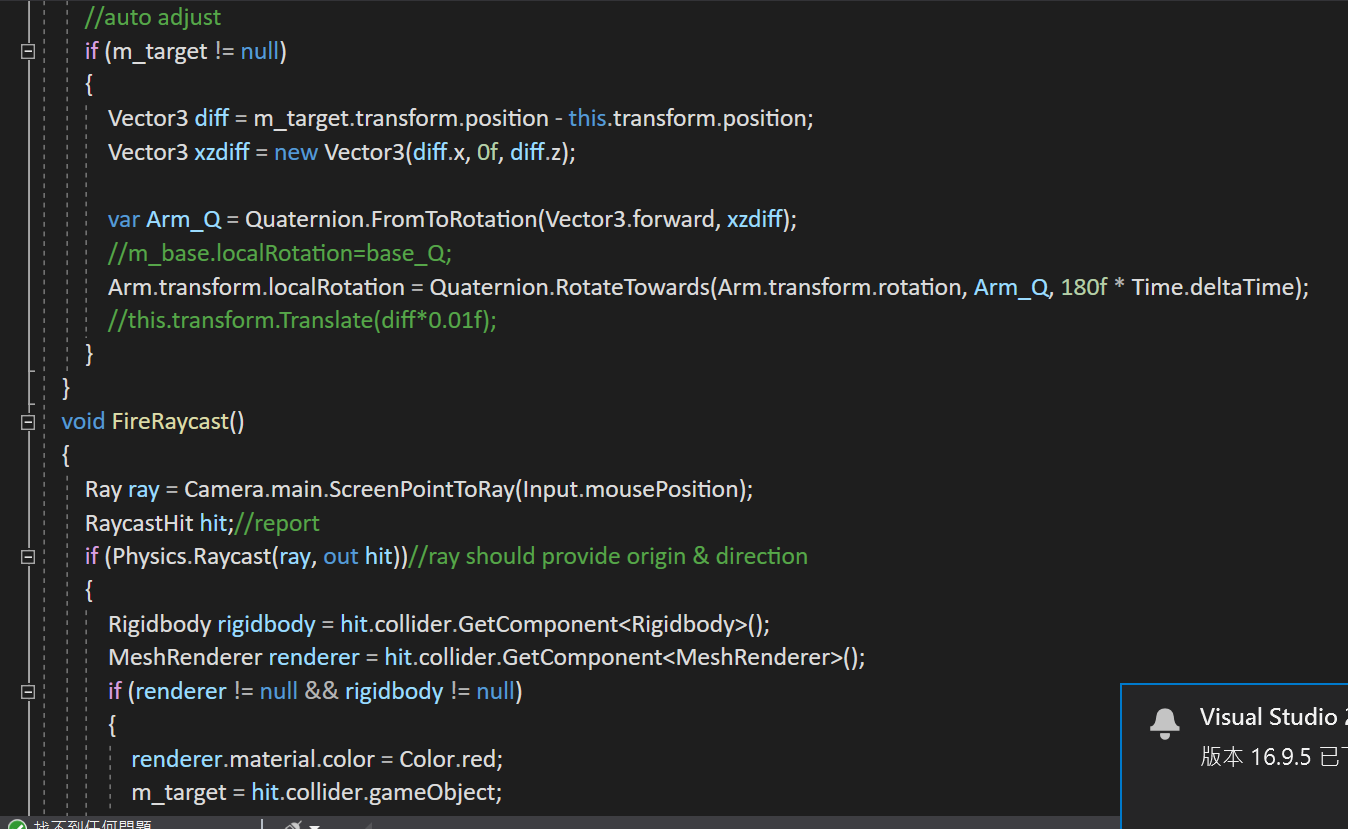 //auto adjust
if (m_target != null)
{
Vector3 diff = m_target.transform.position - this.transform.position;
Vector3 xzdiff = new Vector3(diff.x, 0f, diff.z);
var Arm_Q = Quaternion.FromToRotation(Vector3.forward, xzdiff);
//m_base.localRotation=base_Q;
Arm.transform.localRotation = Quaternion.RotateTowards(Arm.transform.rotation, Arm_Q, 180f * Time.deltaTime);
//this.transform.Translate(diff*0.01f);
}
}
void FireRaycast()
{
Ray ray = Camera.main.ScreenPointToRay(Input.mousePosition);
RaycastHit hit;//report
if (Physics.Raycast(ray, out hit))//ray should provide origin & direction
{
Rigidbody rigidbody = hit.collider.GetComponent<Rigidbody>();
MeshRenderer renderer = hit.collider.GetComponent<MeshRenderer>();
if (renderer != null && rigidbody != null)
{
renderer.material.color = Color.red;
m_target = hit.collider.gameObject;
Visual Studio 2
版本 16.9.5 已下
找不到任何問題